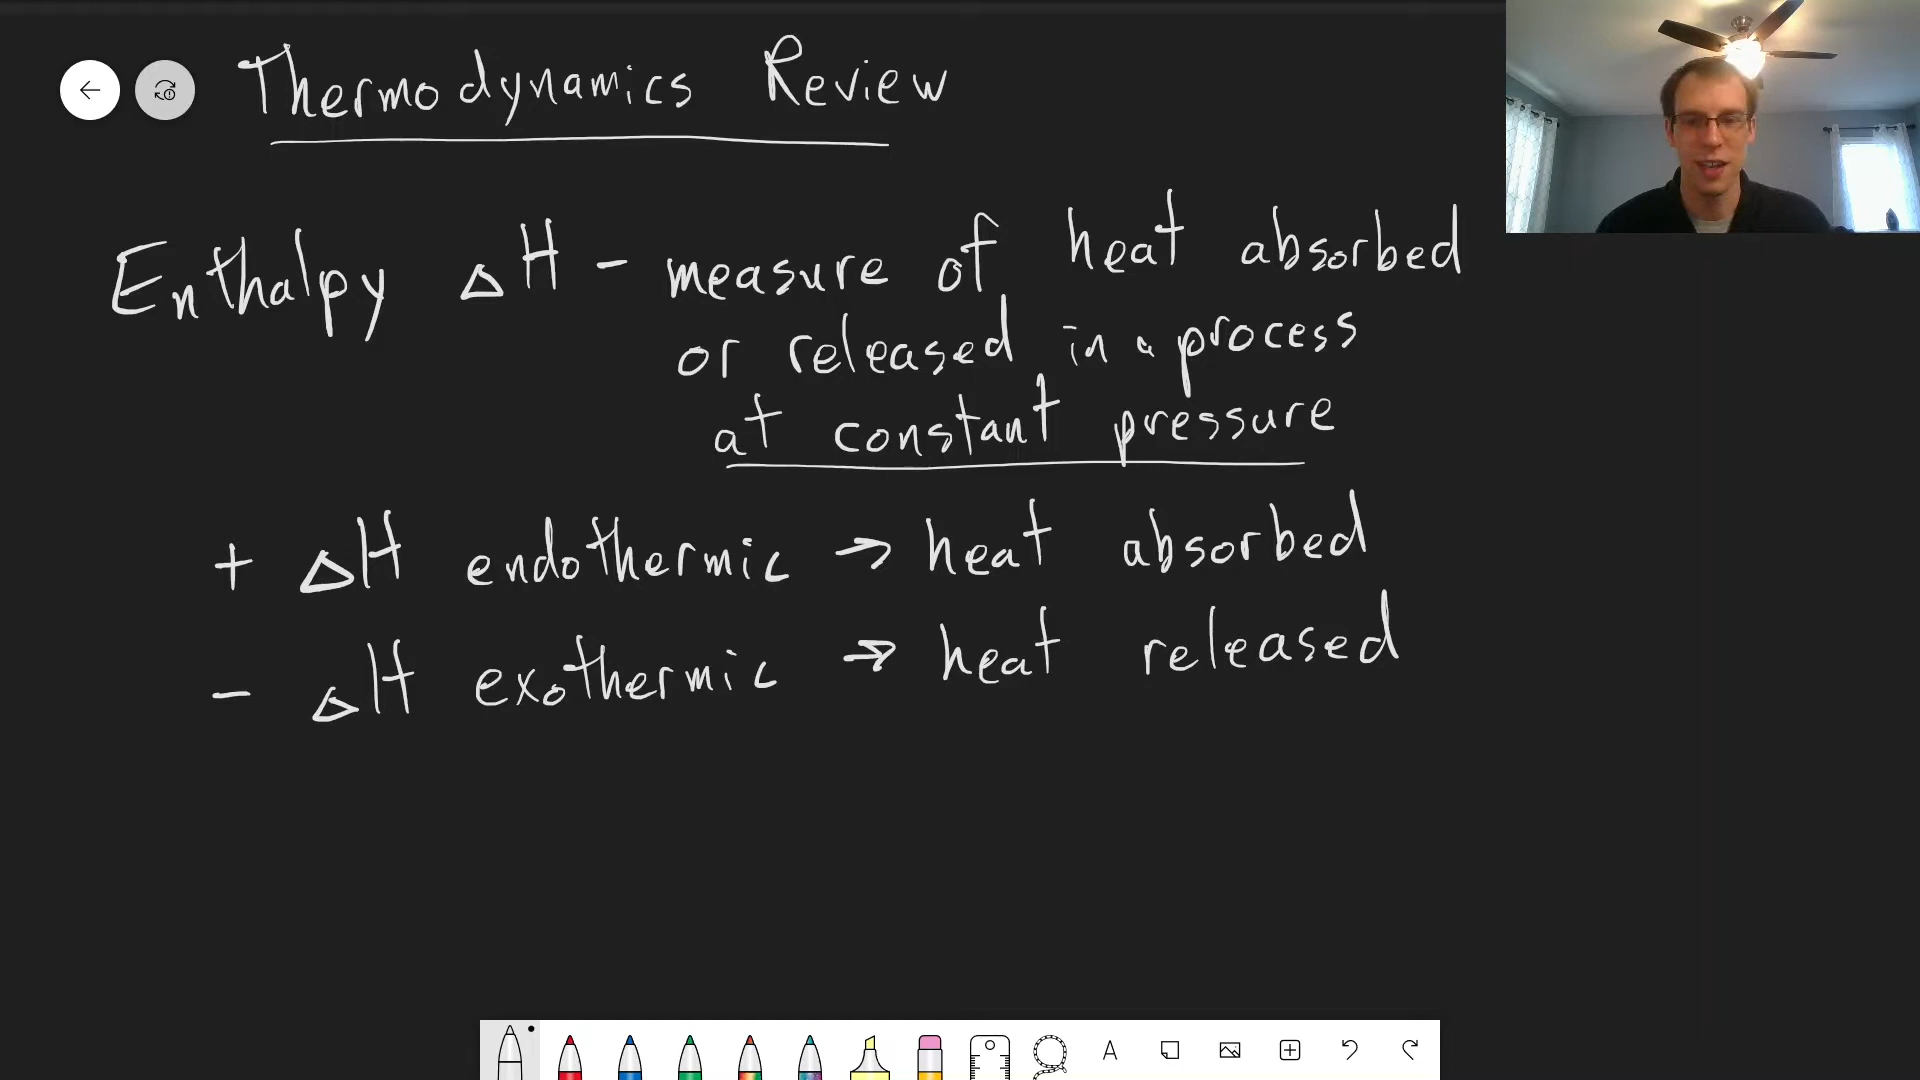 Thermodynamics Review
Enthalpy ΔH - measure of heat absorbed
or released in a process
at constant pressure
+ ΔH endothermic → heat absorbed
- ΔH exothermic → heat released
A